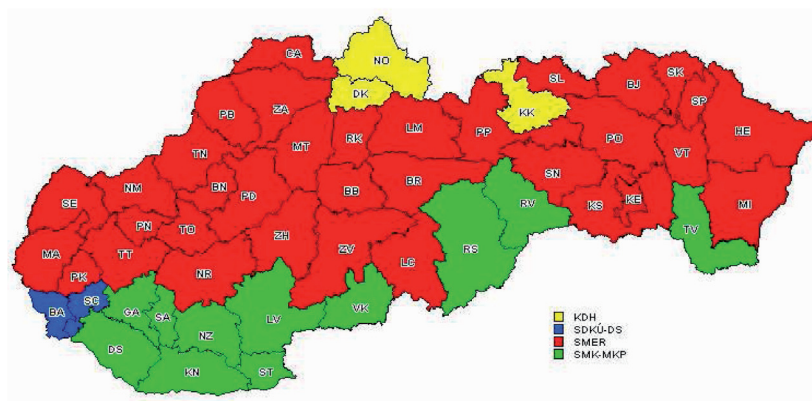 CA
NO
DK
SL
BJ
SK
SP
HE
KK
PB
ZA
RK
LM
PP
PO
VT
TN
MT
BN
PD
BB
BR
SN
KS
KE
MI
SE
NM
PN
TO
ZH
ZV
LC
RS
RV
TV
MA
PK
TT
NR
BA
SC
GA
SA
NZ
LV
VK
DS
KN
ST
KDH
SDKÚ-DS
SMER
SMK-MKP